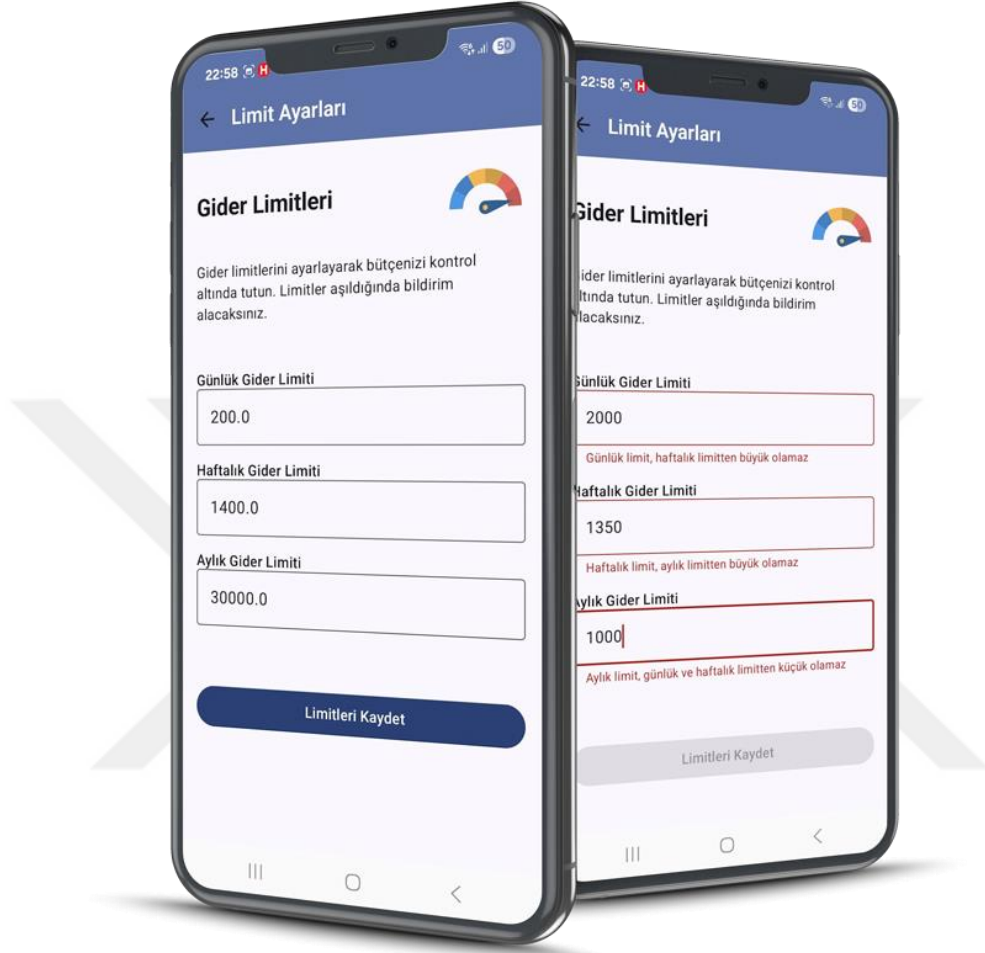 22:58
50
← Limit Ayarları
Gider Limitleri
Gider limitlerini ayarlayarak bütçenizi kontrol
altında tutun. Limitler aşıldığında bildirim
alacaksınız.
Günlük Gider Limiti
200.0
Haftalık Gider Limiti
1400.0
Aylık Gider Limiti
30000.0
Limitleri Kaydet
22:58
50
← Limit Ayarları
Gider Limitleri
ider limitlerini ayarlayarak bütçenizi kontrol
ltında tutun. Limitler aşıldığında bildirim
lacaksınız.
Günlük Gider Limiti
2000
Günlük limit, haftalık limitten büyük olamaz
Haftalık Gider Limiti
1350
Haftalık limit, aylık limitten büyük olamaz
Aylık Gider Limiti
1000
Aylık limit, günlük ve haftalık limitten küçük olamaz
Limitleri Kaydet